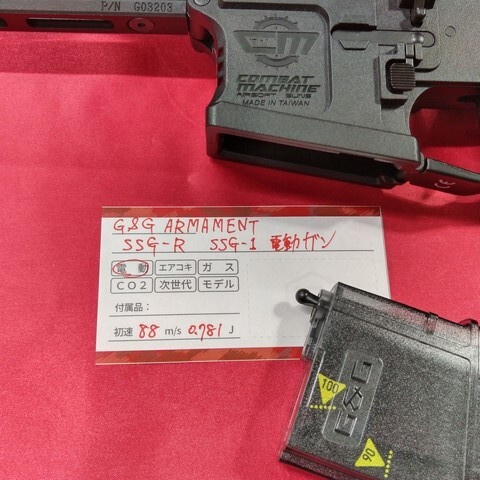 P/N G03203
CM
COMBAT
MACHINE
AIRSOFT GUNS
MADE IN TAIWAN
CE
G&G ARMAMENT
SSG-R SSG-1 電動ガン
電動 エアコキ ガス
CO2 次世代 モデル
付属品：
初速 88 m/s 0.781 J
100
G&G
90